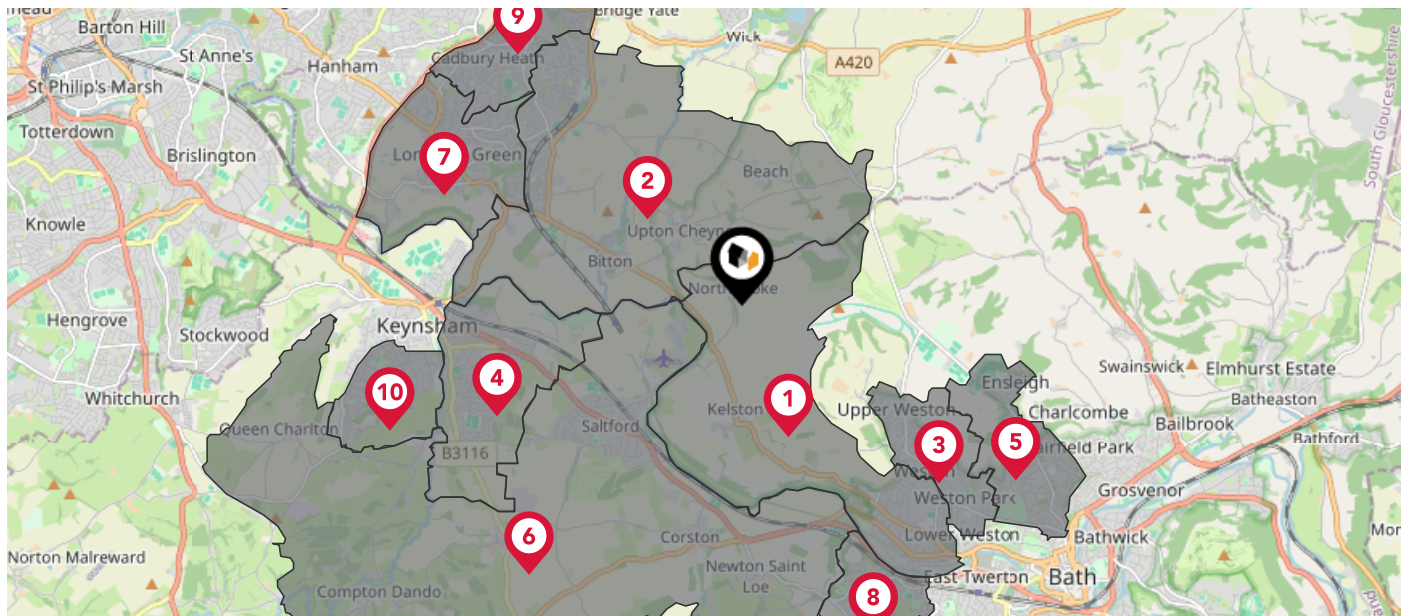 Bridge Yate
9
Barton Hill
Wick
St Anne's
Cadbury Heath
Hanham
A420
St Philip's-Marsh
Totterdown
South Gloucestershire
Brislington
7
Green
2
Beach
Knowle
Upton Cheyney
Bitton
Keynsham
Hengrove
Stockwood
4
Swainswick
Elmhurst Estate
Ensleigh
10
Whitchurch
1
Batheaston
Kelston
Upper Weston
Charlcombe
Queen Charlton
Saltford
Bailbrook
3
5
Bathford
B3116
Fairfield Park
Weston
Weston Park
Grosvenor
6
Corston
Lower Weston
Bathwick
Norton Malreward
Newton Saint
Loe
East Twerton
Bath
Compton Dando
8